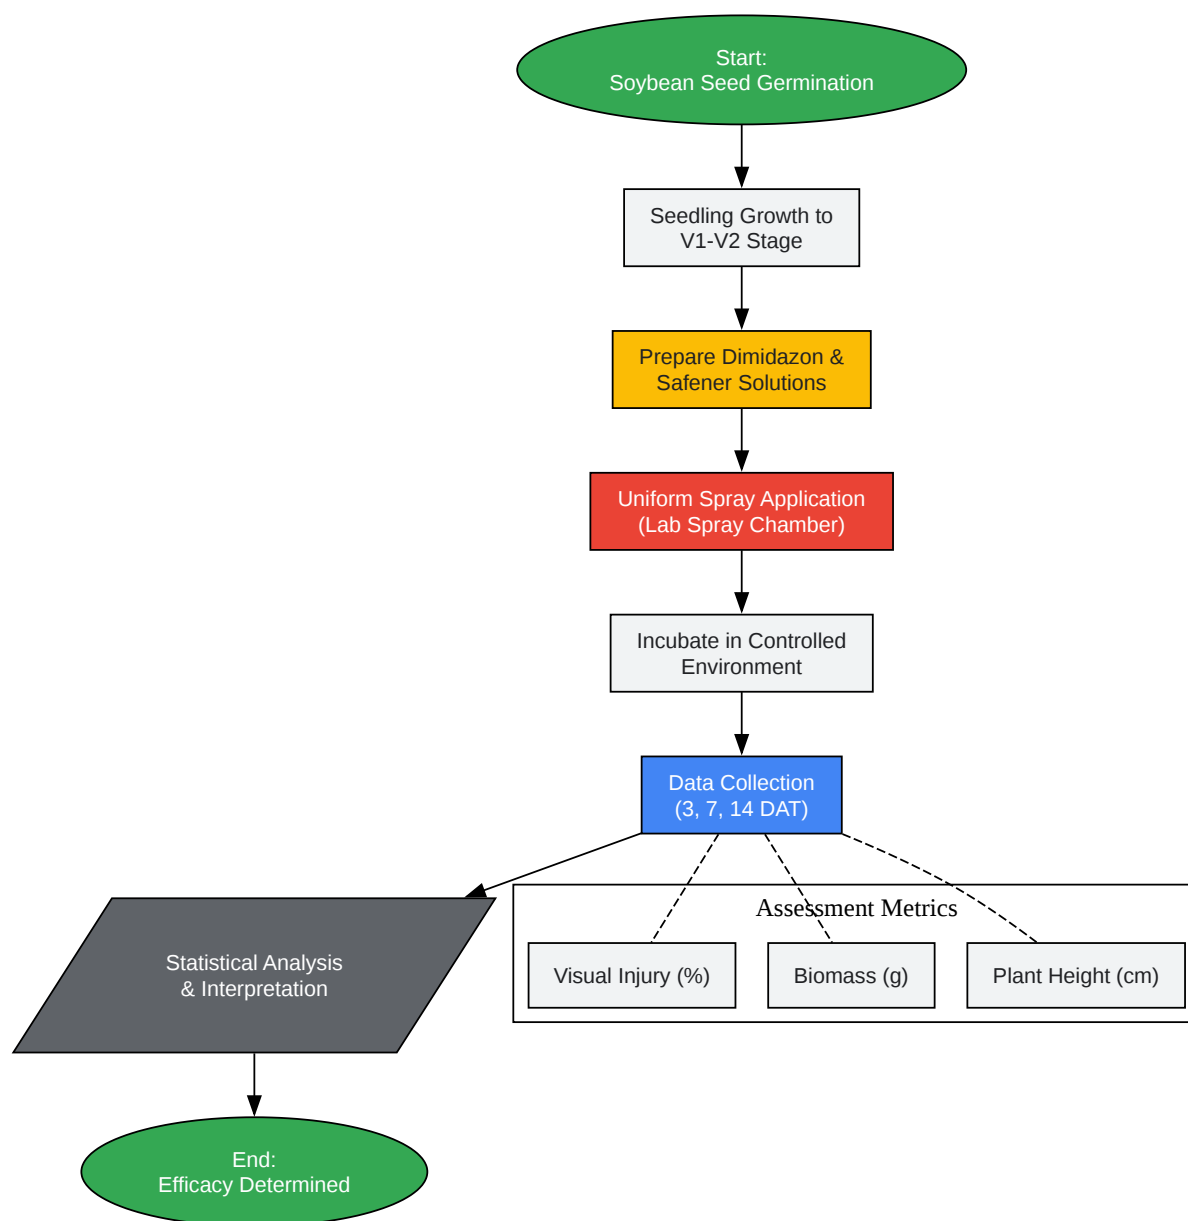 Start:
Soybean Seed Germination
Seedling Growth to
V1-V2 Stage
Prepare Dimidazon &
Safener Solutions
Uniform Spray Application
(Lab Spray Chamber)
Incubate in Controlled
Environment
Data Collection
(3, 7, 14 DAT)
Assessment Metrics
Visual Injury (%)
Biomass (g)
Plant Height (cm)
Statistical Analysis
& Interpretation
End:
Efficacy Determined